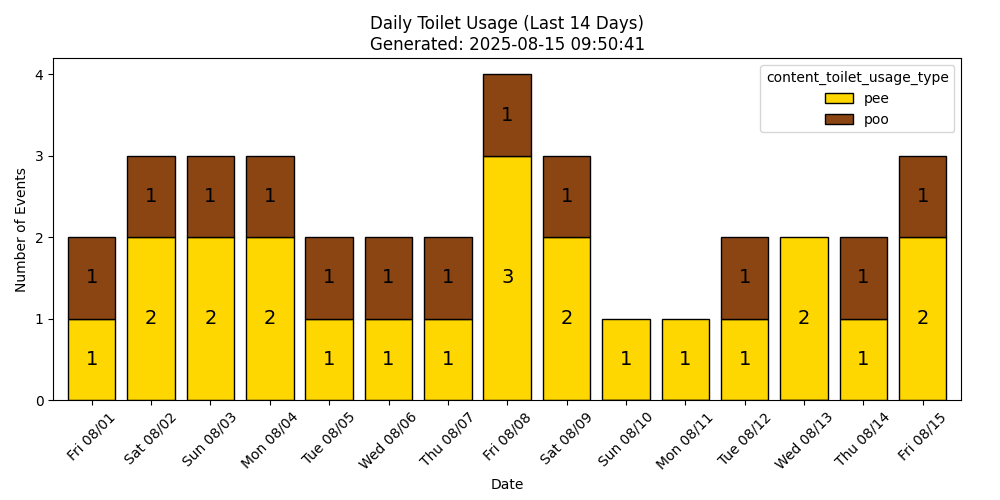 Daily Toilet Usage (Last 14 Days)
Generated: 2025-08-15 09:50:41
content_toilet_usage_type
pee
poo
Number of Events
4
3
2
1
0
1
1
1
1
1
1
1
1
1
1
1
1
1
2
2
2
1
1
1
3
2
1
1
1
2
1
2
Fri 08/01
Sat 08/02
Sun 08/03
Mon 08/04
Tue 08/05
Wed 08/06
Thu 08/07
Fri 08/08
Sat 08/09
Sun 08/10
Mon 08/11
Tue 08/12
Wed 08/13
Thu 08/14
Fri 08/15
Date